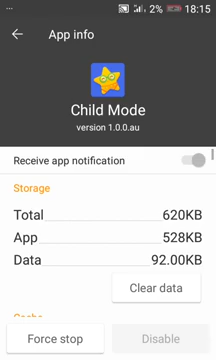 ... 2% 18:15
App info
Child Mode
version 1.0.0.au
Receive app notification
Storage
Total 620KB
App 528KB
Data 92.00KB
Clear data
Cache
Force stop Disable